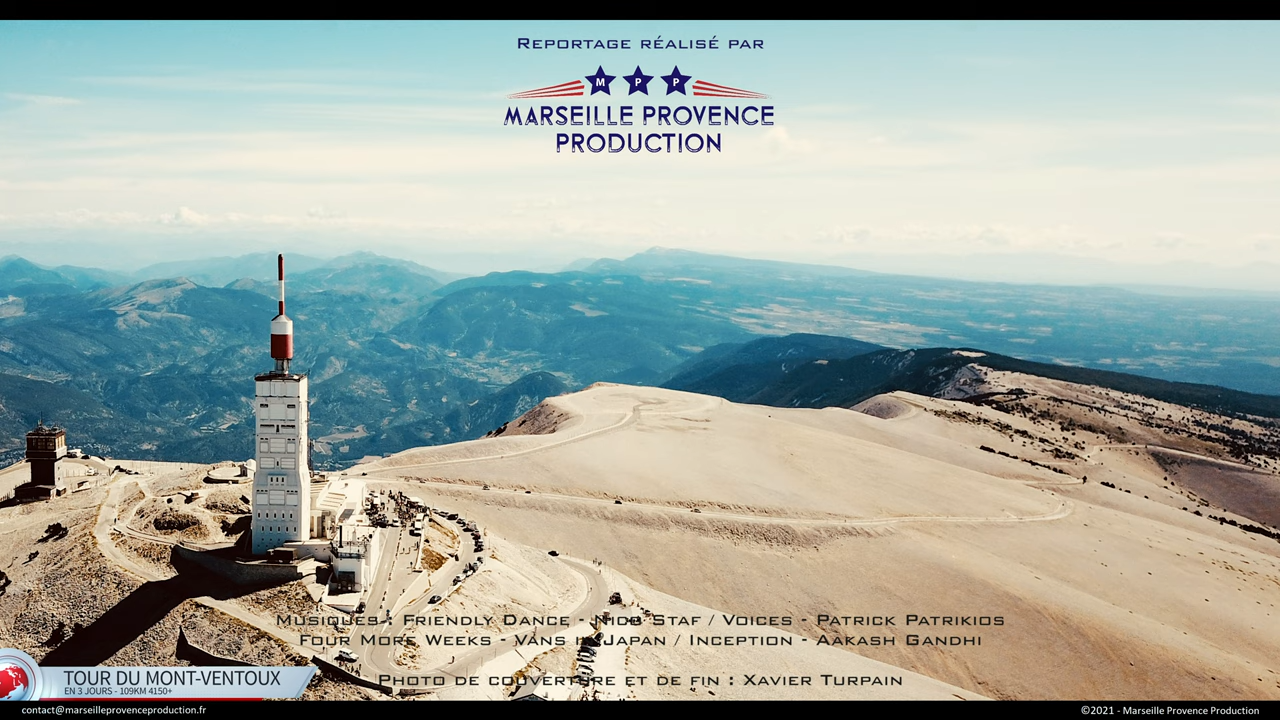 Reportage réalisé par
M P P
MARSEILLE PROVENCE
PRODUCTION
Musiques : Friendly Dance - Nico Staf / Voices - Patrick Patrikios
Four More Weeks - Vans in Japan / Inception - Aakash Gandhi
Photo de couverture et de fin : Xavier Turpain
TOUR DU MONT-VENTOUX
EN 3 JOURS - 109KM 4150+
contact@marseilleprovenceproduction.fr
©2021 - Marseille Provence Production